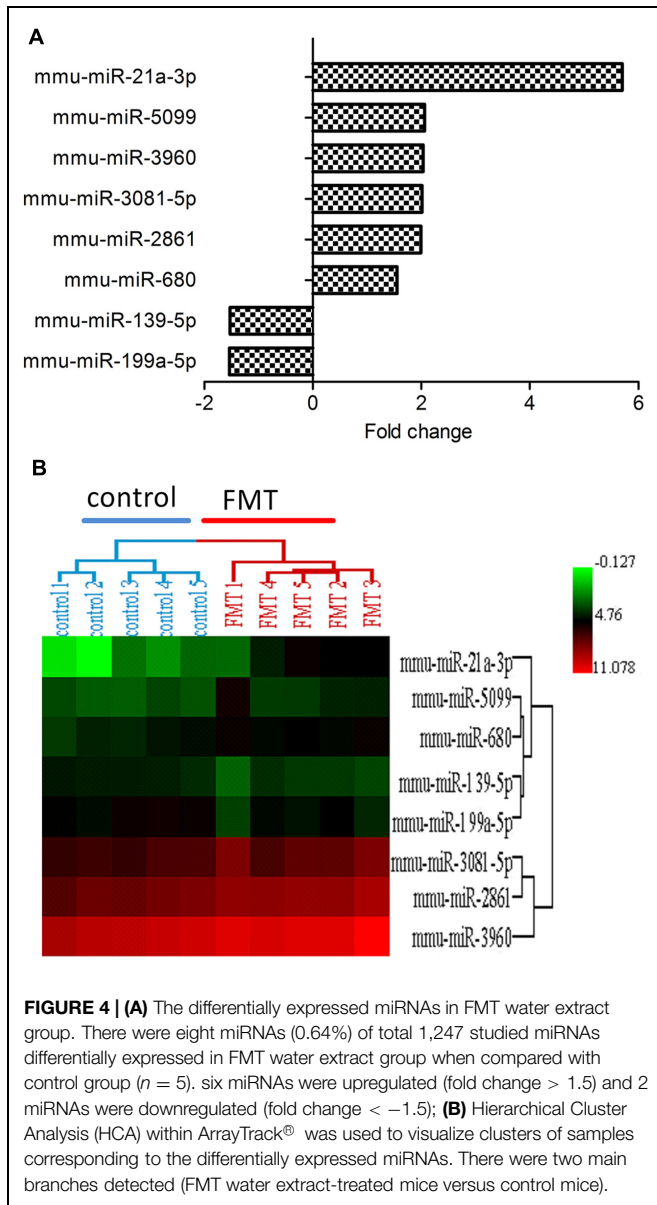 A
mmu-miR-21a-3p
mmu-miR-5099
mmu-miR-3960
mmu-miR-3081-5p
mmu-miR-2861
mmu-miR-680
mmu-miR-139-5p
mmu-miR-199a-5p
-2 0 2 4 6
Fold change
B
control FMT
control 1 control 2 control 3 control 4 control 5 FMT 1 FMT 4 FMT 5 FMT 2 FMT 3
-0.127
4.76
11.078
mmu-miR-21a-3p
mmu-miR-5099
mmu-miR-680
mmu-miR-139-5p
mmu-miR-199a-5p
mmu-miR-3081-5p
mmu-miR-2861
mmu-miR-3960
FIGURE 4 | (A) The differentially expressed miRNAs in FMT water extract
group. There were eight miRNAs (0.64%) of total 1,247 studied miRNAs
differentially expressed in FMT water extract group when compared with
control group (n = 5). six miRNAs were upregulated (fold change > 1.5) and 2
miRNAs were downregulated (fold change < −1.5); (B) Hierarchical Cluster
Analysis (HCA) within ArrayTrack® was used to visualize clusters of samples
corresponding to the differentially expressed miRNAs. There were two main
branches detected (FMT water extract-treated mice versus control mice).